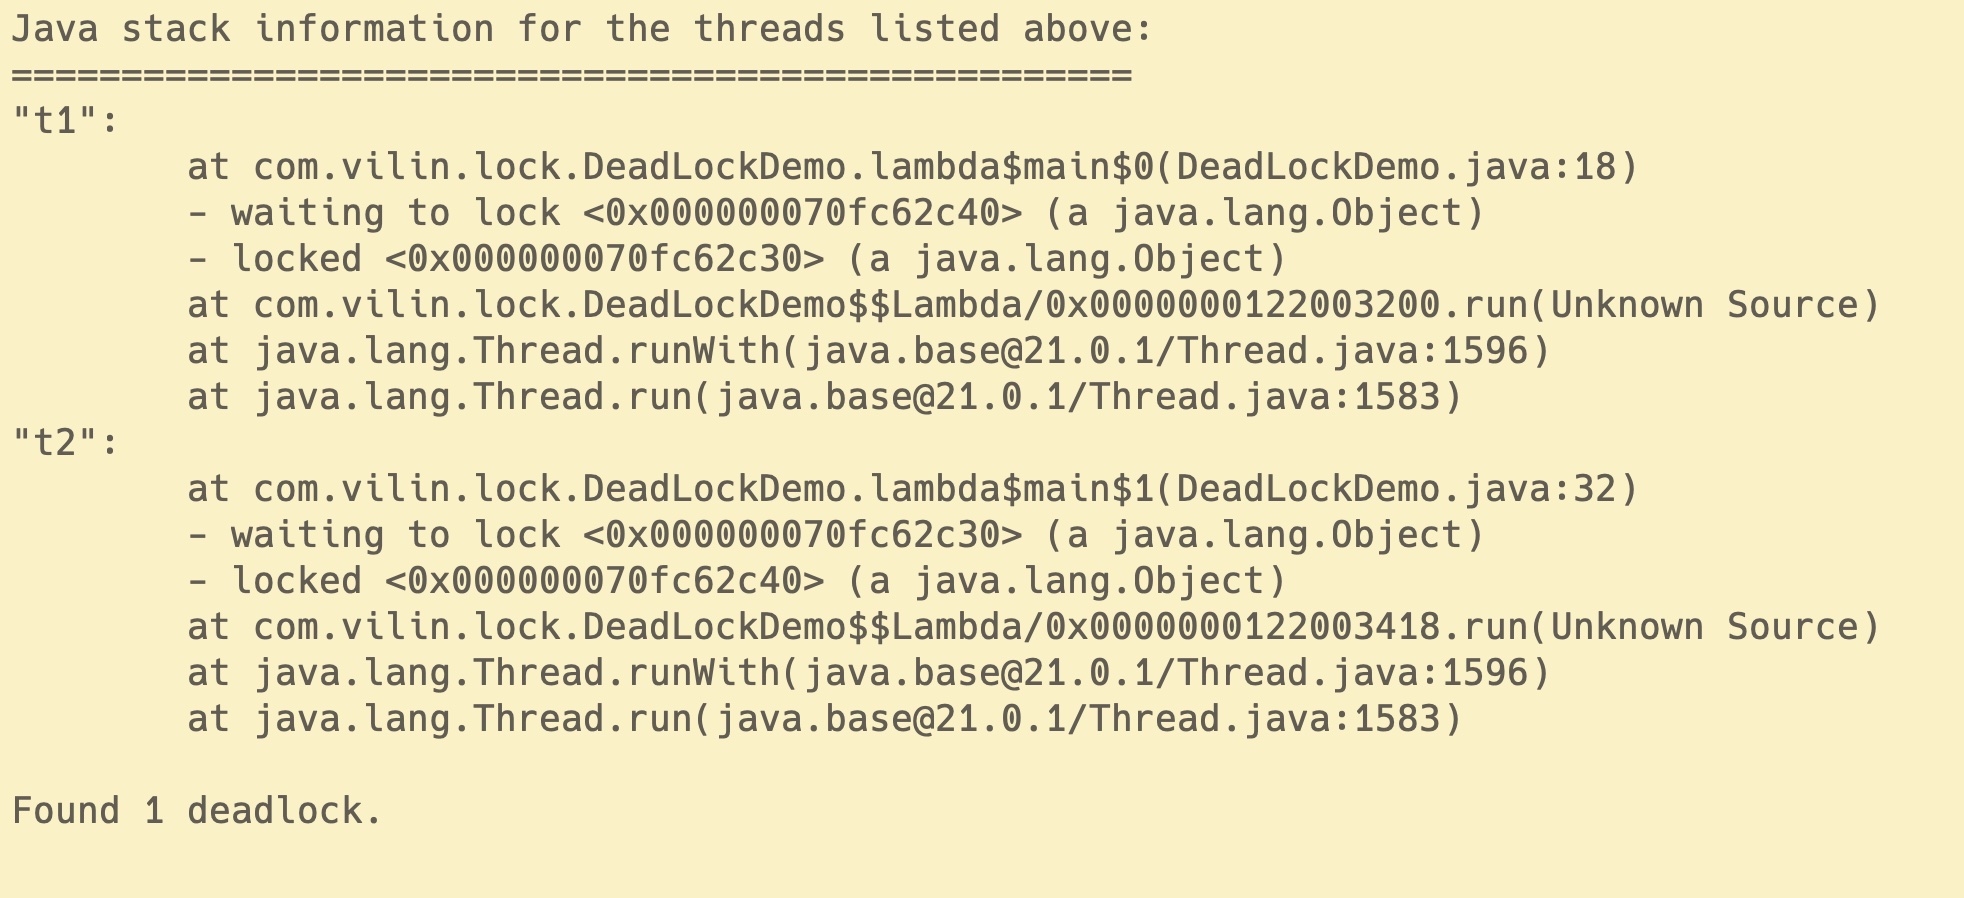 Java stack information for the threads listed above:
===================================================
"t1":
        at com.vilin.lock.DeadLockDemo.lambda$main$0(DeadLockDemo.java:18)
        - waiting to lock <0x000000070fc62c40> (a java.lang.Object)
        - locked <0x000000070fc62c30> (a java.lang.Object)
        at com.vilin.lock.DeadLockDemo$$Lambda/0x0000000122003200.run(Unknown Source)
        at java.lang.Thread.runWith(java.base@21.0.1/Thread.java:1596)
        at java.lang.Thread.run(java.base@21.0.1/Thread.java:1583)
"t2":
        at com.vilin.lock.DeadLockDemo.lambda$main$1(DeadLockDemo.java:32)
        - waiting to lock <0x000000070fc62c30> (a java.lang.Object)
        - locked <0x000000070fc62c40> (a java.lang.Object)
        at com.vilin.lock.DeadLockDemo$$Lambda/0x0000000122003418.run(Unknown Source)
        at java.lang.Thread.runWith(java.base@21.0.1/Thread.java:1596)
        at java.lang.Thread.run(java.base@21.0.1/Thread.java:1583)

Found 1 deadlock.